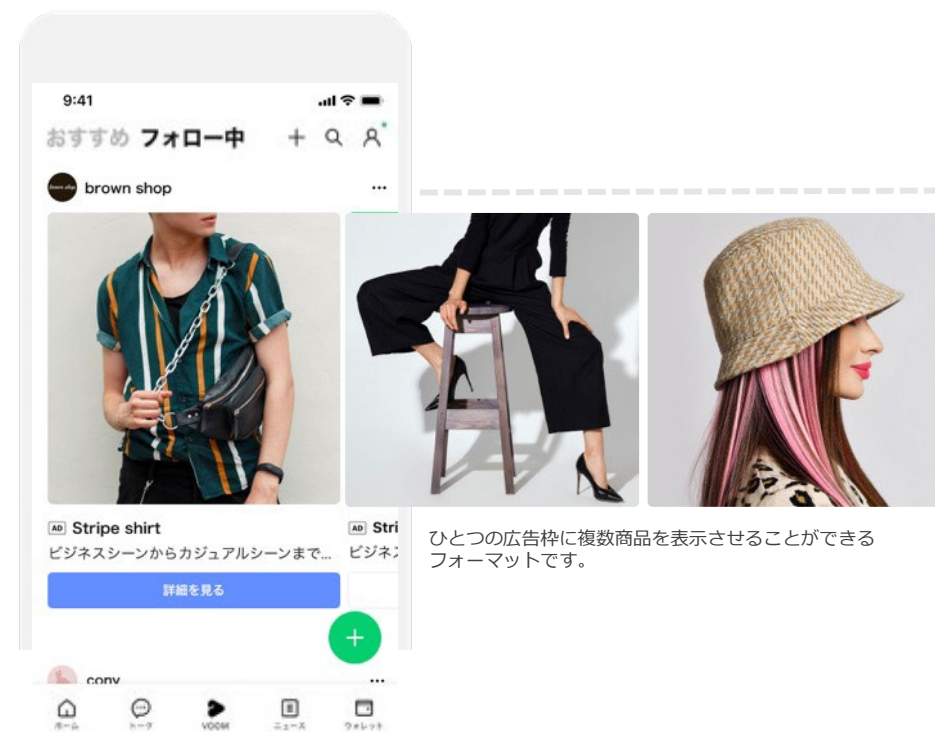 9:41
おすすめ フォロー中
brown shop
AD Stripe shirt
ビジネスシーンからカジュアルシーンまで...
詳細を見る
AD Stri
ビジネス
ひとつの広告枠に複数商品を表示させることができる
フォーマットです。
cony
ホーム
トーク
VOOM
ニュース
ウォレット